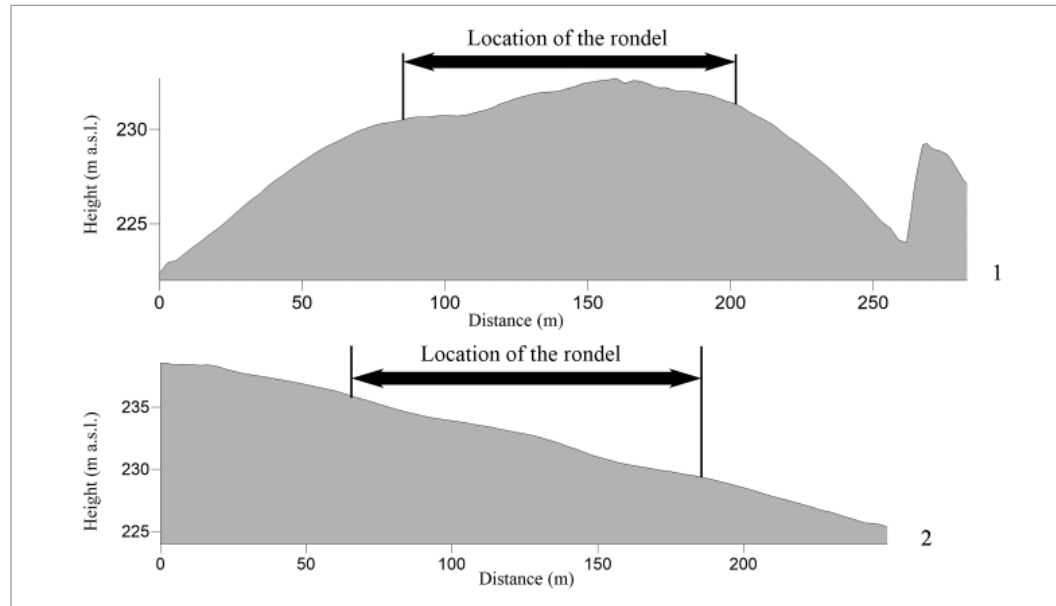 Location of the rondel
Height (m a.s.l.)
230
225
0 50 100 150 200 250
Distance (m)
1
Location of the rondel
Height (m a.s.l.)
235
230
225
0 50 100 150 200
Distance (m)
2